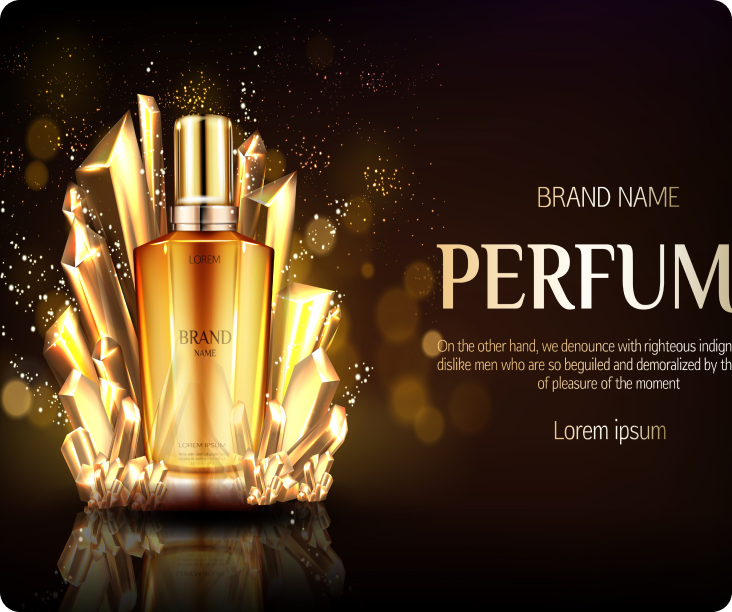 LOREM
BRAND
NAME
LOREM IPSUM
BRAND NAME
PERFUM
On the other hand, we denounce with righteous indign
dislike men who are so beguiled and demoralized by th
of pleasure of the moment
Lorem ipsum